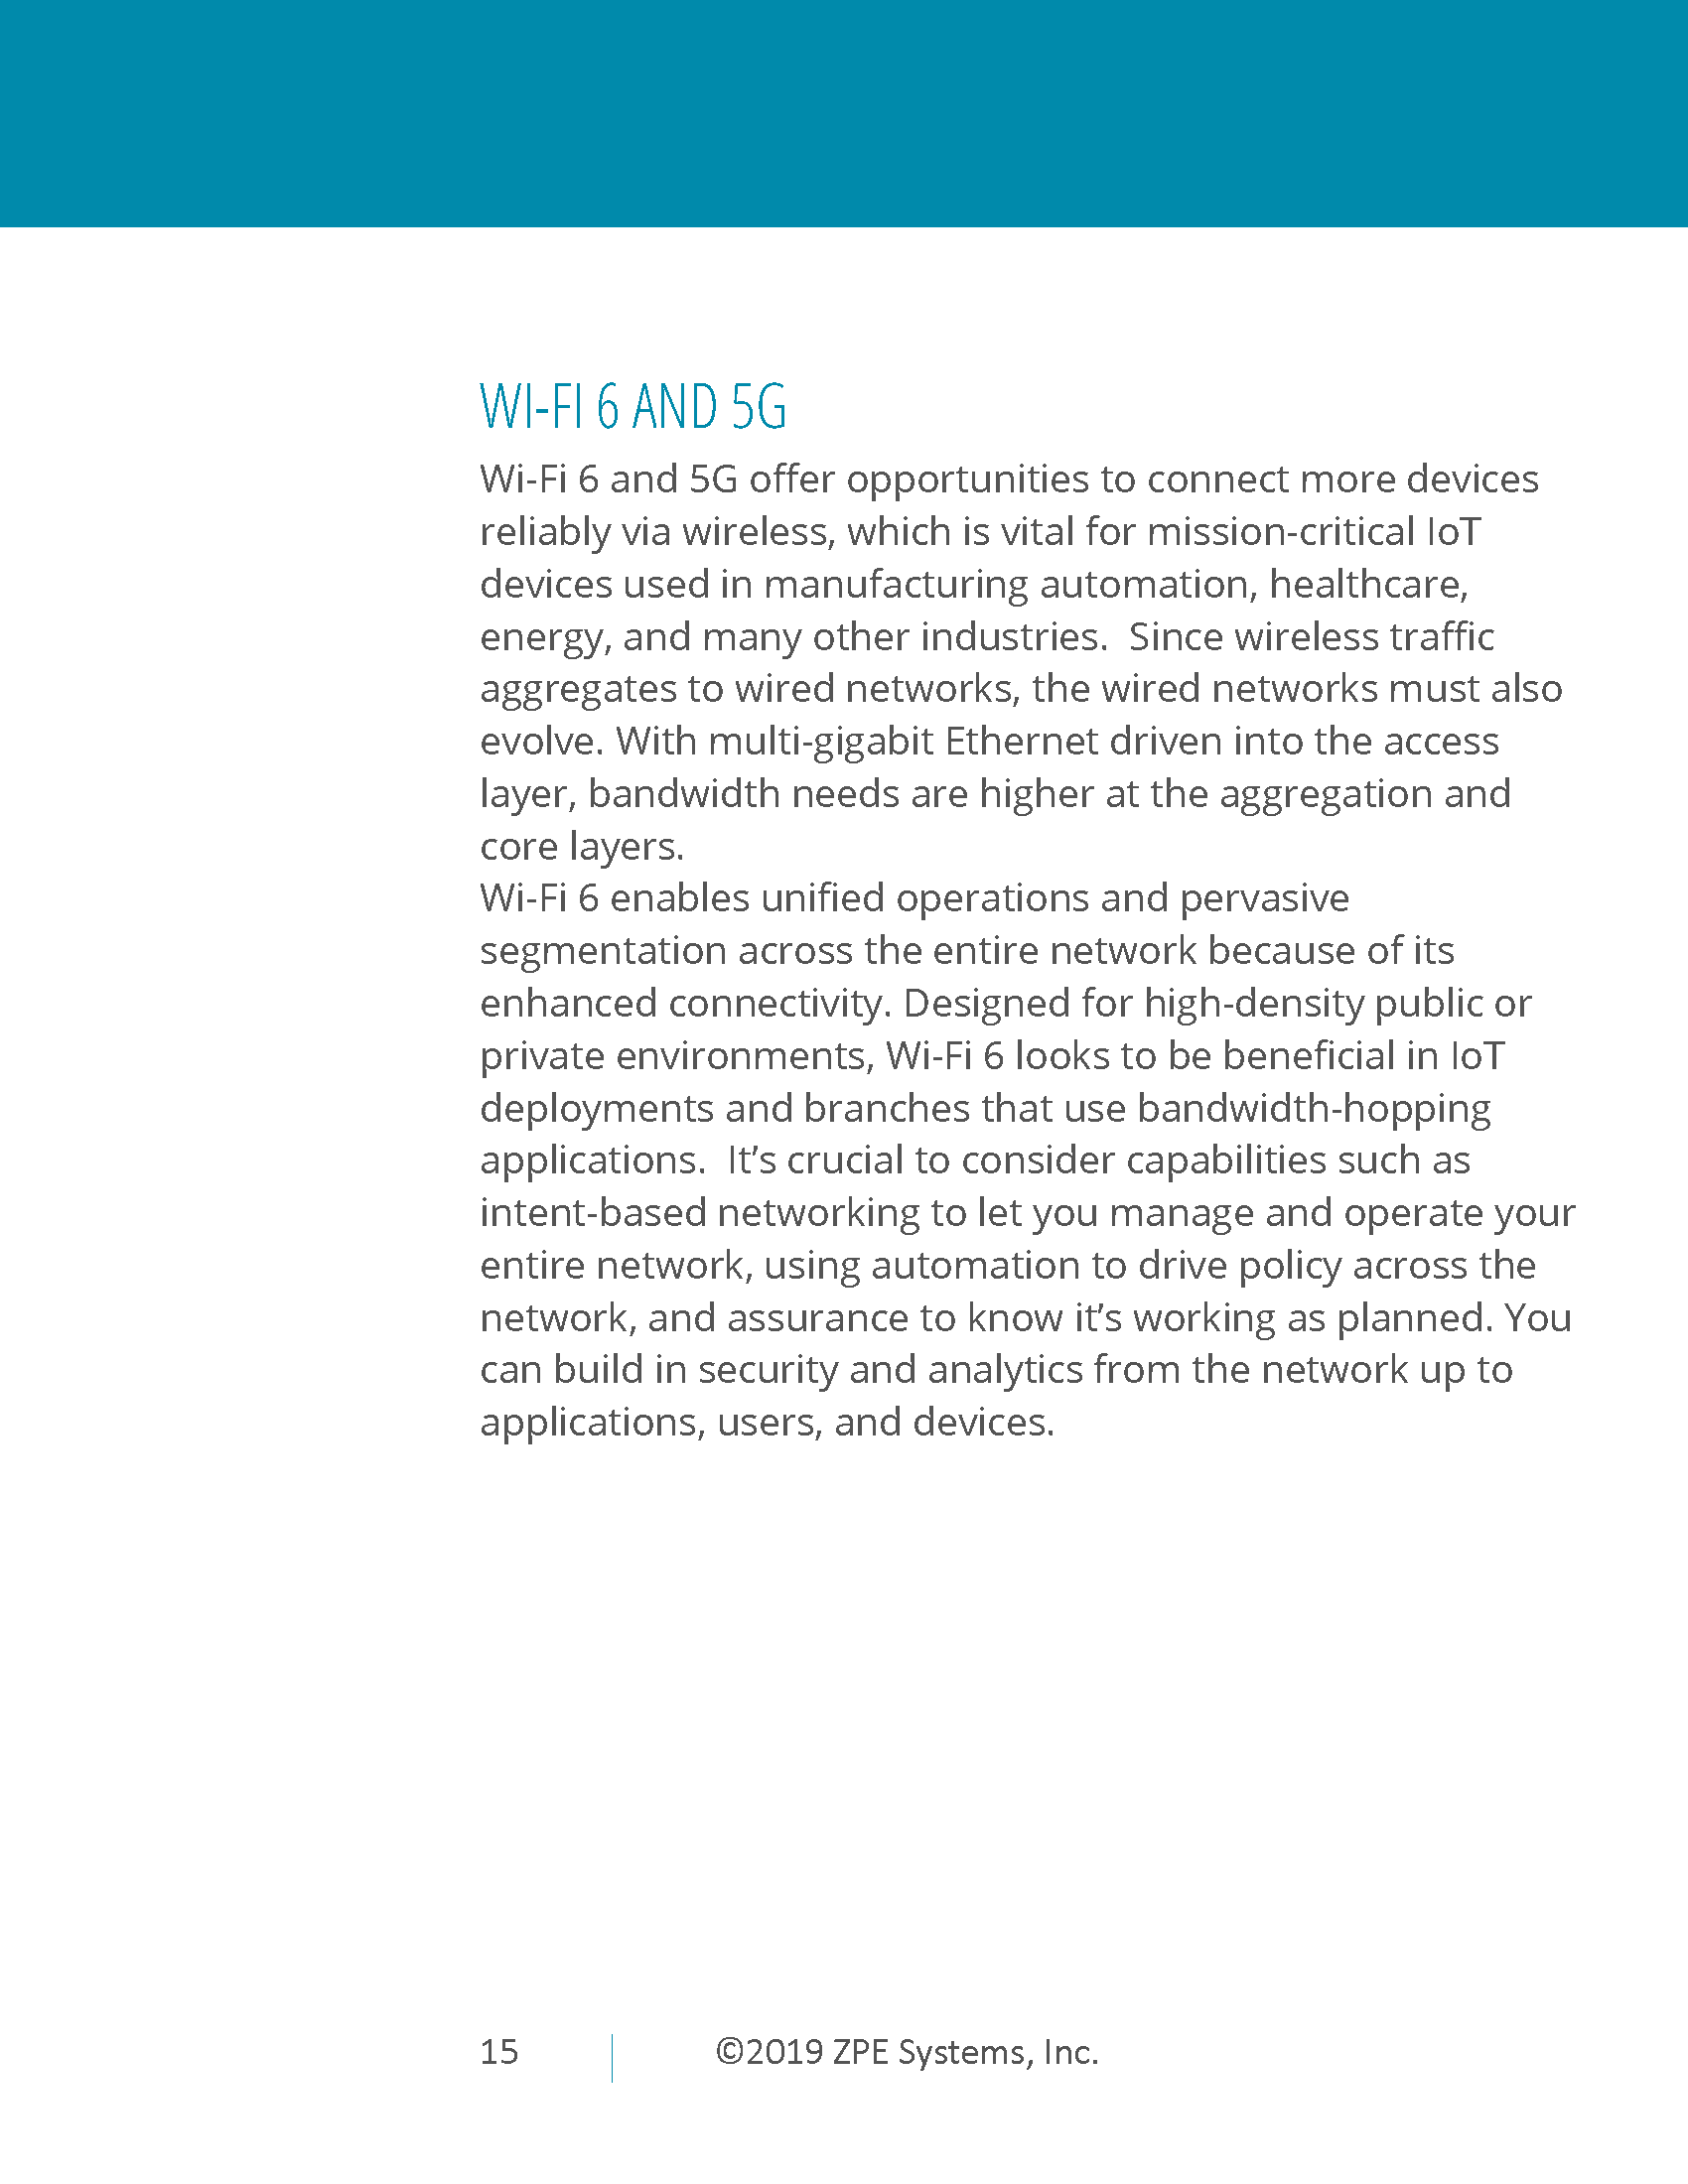 WI-FI 6 AND 5G
Wi-Fi 6 and 5G offer opportunities to connect more devices
reliably via wireless, which is vital for mission-critical IoT
devices used in manufacturing automation, healthcare,
energy, and many other industries.  Since wireless traffic
aggregates to wired networks, the wired networks must also
evolve. With multi-gigabit Ethernet driven into the access
layer, bandwidth needs are higher at the aggregation and
core layers.
Wi-Fi 6 enables unified operations and pervasive
segmentation across the entire network because of its
enhanced connectivity. Designed for high-density public or
private environments, Wi-Fi 6 looks to be beneficial in IoT
deployments and branches that use bandwidth-hopping
applications.  It’s crucial to consider capabilities such as
intent-based networking to let you manage and operate your
entire network, using automation to drive policy across the
network, and assurance to know it’s working as planned. You
can build in security and analytics from the network up to
applications, users, and devices.
15 ©2019 ZPE Systems, Inc.